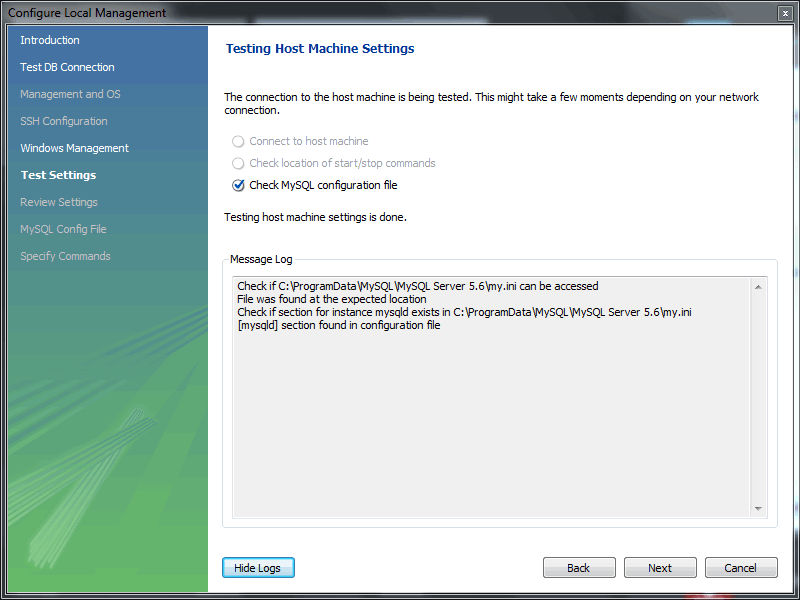 Configure Local Management
Introduction
Test DB Connection
Management and OS
SSH Configuration
Windows Management
Test Settings
Review Settings
MySQL Config File
Specify Commands
Testing Host Machine Settings
The connection to the host machine is being tested. This might take a few moments depending on your network
connection.
Connect to host machine
Check location of start/stop commands
Check MySQL configuration file
Testing host machine settings is done.
Message Log
Check if C:\ProgramData\MySQL\MySQL Server 5.6\my.ini can be accessed
File was found at the expected location
Check if section for instance mysqld exists in C:\ProgramData\MySQL\MySQL Server 5.6\my.ini
[mysqld] section found in configuration file
Hide Logs
Back
Next
Cancel